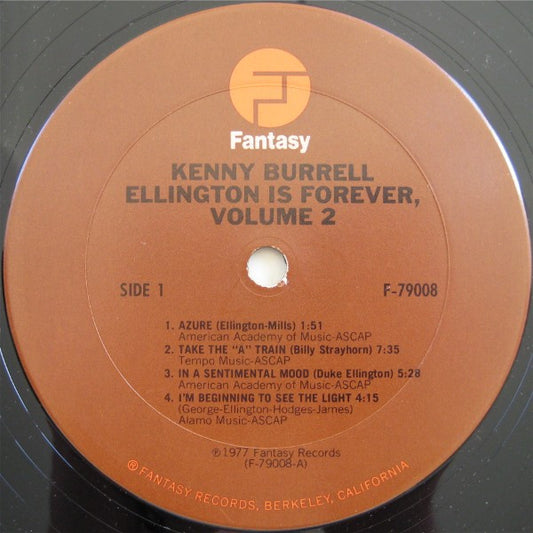 Fantasy
KENNY BURRELL
ELLINGTON IS FOREVER,
VOLUME 2
SIDE 1
F-79008
1. AZURE (Ellington-Mills) 1:51
American Academy of Music-ASCAP
2. TAKE THE "A" TRAIN (Billy Strayhorn) 7:35
Tempo Music-ASCAP
3. IN A SENTIMENTAL MOOD (Duke Ellington) 5:28
American Academy of Music-ASCAP
4. I'M BEGINNING TO SEE THE LIGHT 4:15
(George-Ellington-Hodges-James)
Alamo Music-ASCAP
℗ 1977 Fantasy Records
(F-79008-A)
® FANTASY RECORDS, BERKELEY, CALIFORNIA